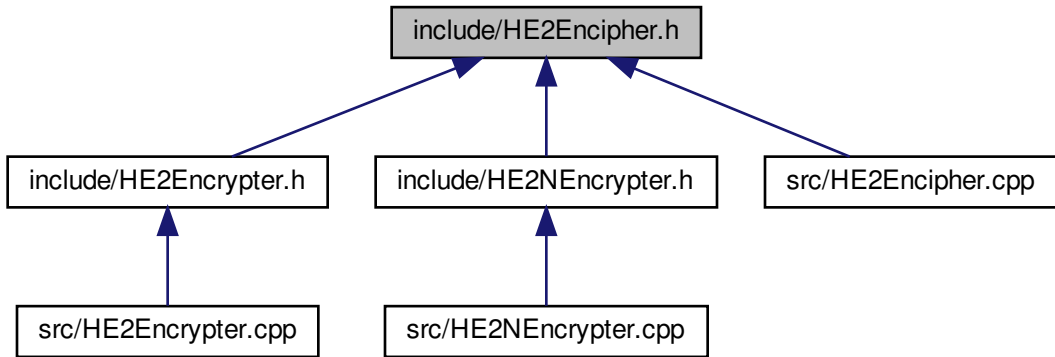 include/HE2Encipher.h
include/HE2Encrypter.h
include/HE2NEncrypter.h
src/HE2Encipher.cpp
src/HE2Encrypter.cpp
src/HE2NEncrypter.cpp